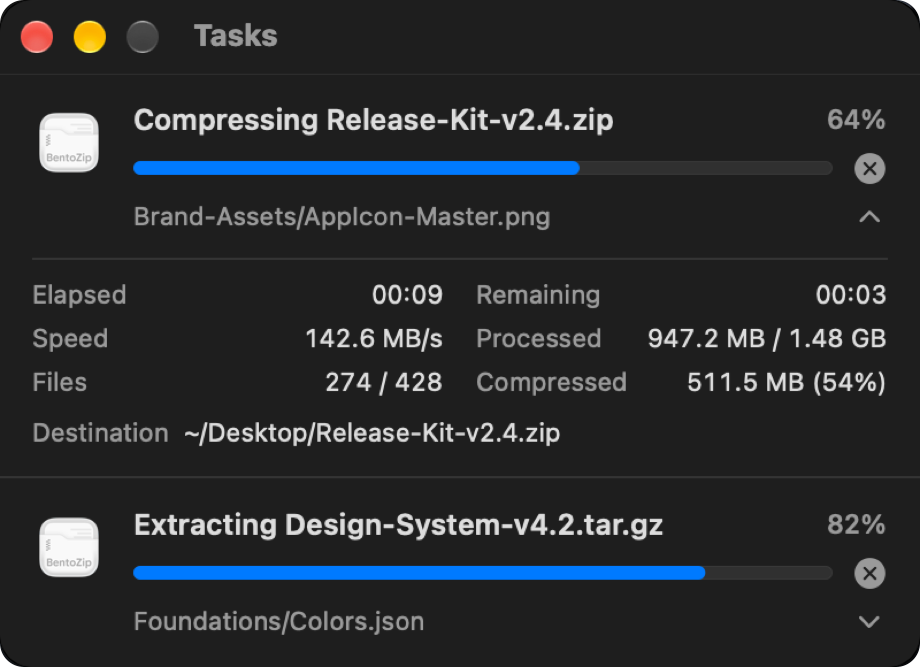 Tasks
Compressing Release-Kit-v2.4.zip 64%
BentoZip
Brand-Assets/AppIcon-Master.png
Elapsed 00:09 Remaining 00:03
Speed 142.6 MB/s Processed 947.2 MB / 1.48 GB
Files 274 / 428 Compressed 511.5 MB (54%)
Destination ~/Desktop/Release-Kit-v2.4.zip
Extracting Design-System-v4.2.tar.gz 82%
BentoZip
Foundations/Colors.json